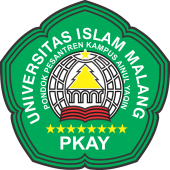 UNIVERSITAS ISLAM MALANG
PONDOK PESANTREN KAMPUS AINUL YAQIN
PKAY